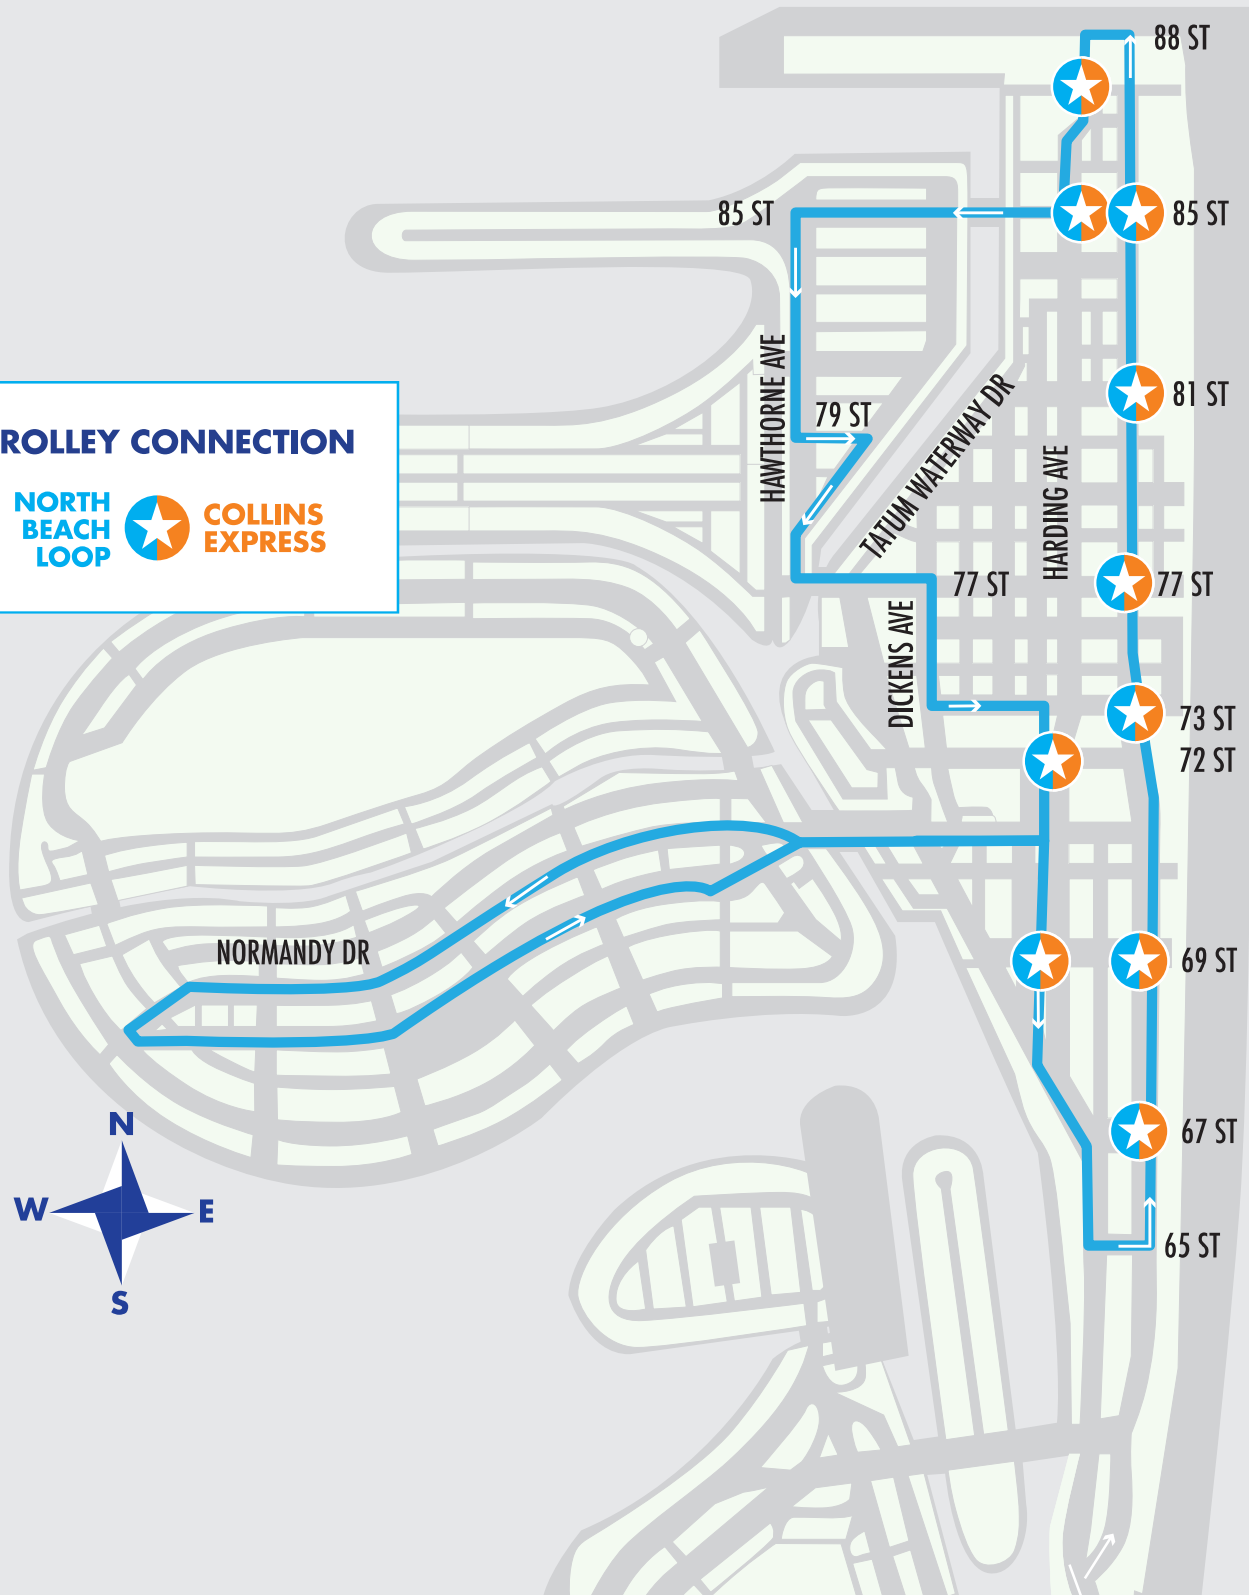 88 ST
85 ST
85 ST
HAWTHORNE AVE
79 ST
TATUM WATERWAY DR
81 ST
HARDING AVE
ROLLEY CONNECTION
NORTH
BEACH
LOOP
COLLINS
EXPRESS
77 ST
77 ST
DICKENS AVE
73 ST
72 ST
NORMANDY DR
69 ST
67 ST
65 ST
N
W
E
S